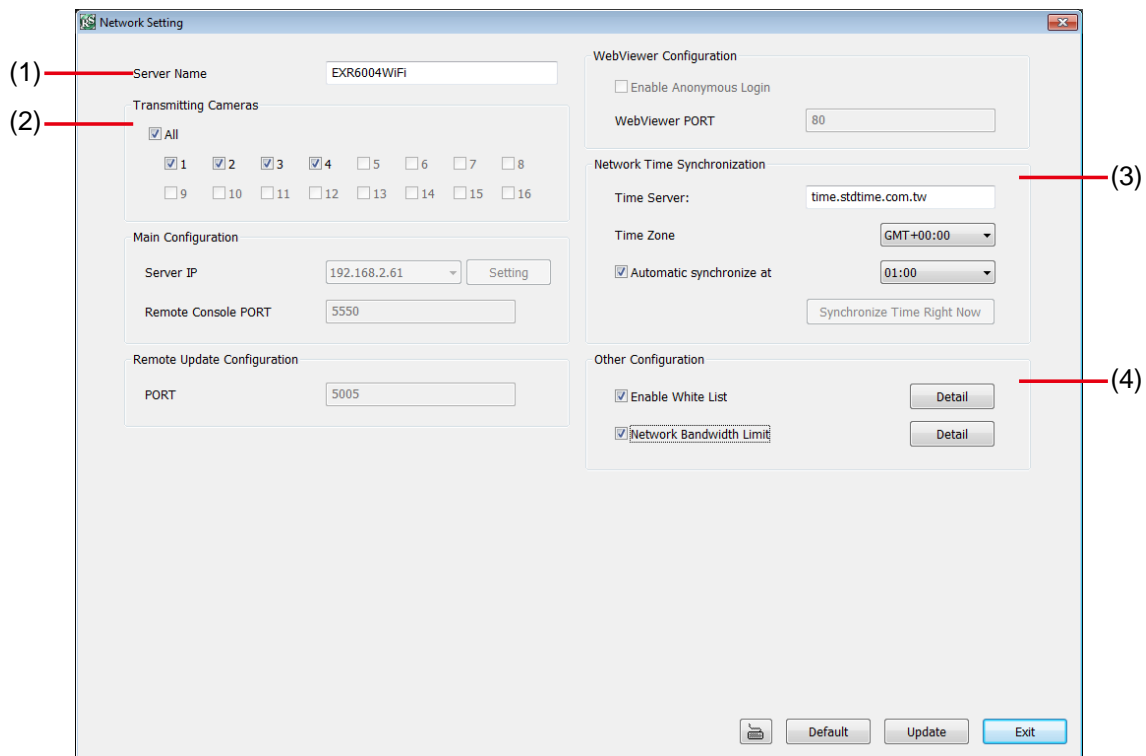 Network Setting
(1)
Server Name
EXR6004WiFi
(2)
Transmitting Cameras
All
1 2 3 4 5 6 7 8
9 10 11 12 13 14 15 16
Main Configuration
Server IP 192.168.2.61 Setting
Remote Console PORT 5550
Remote Update Configuration
PORT 5005
WebViewer Configuration
Enable Anonymous Login
WebViewer PORT 80
Network Time Synchronization
(3)
Time Server: time.stdtime.com.tw
Time Zone GMT+00:00
Automatic synchronize at 01:00
Synchronize Time Right Now
Other Configuration
(4)
Enable White List Detail
Network Bandwidth Limit Detail
Default Update Exit